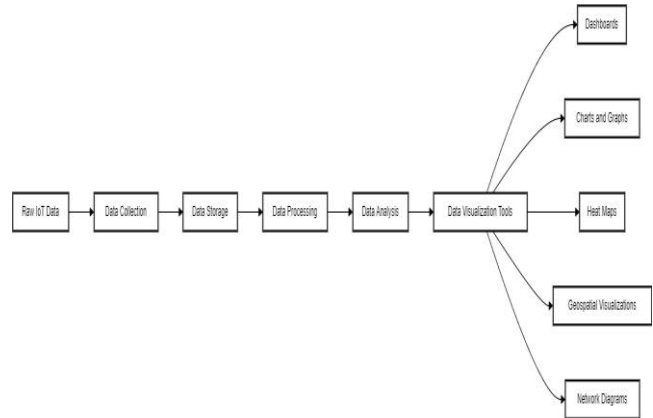 Dashboards
Charts and Graphs
Raw IoT Data
Data Collection
Data Storage
Data Processing
Data Analysis
Data Visualization Tools
Heat Maps
Geospatial Visualizations
Network Diagrams